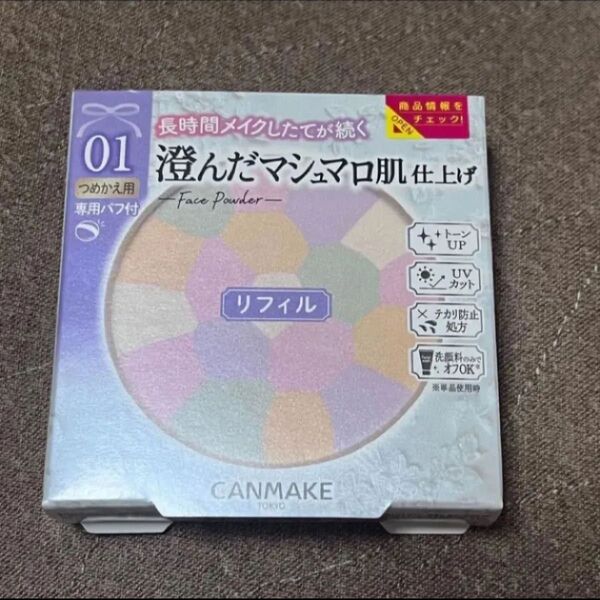 商品情報を
チェック!
OPEN
01
つめかえ用
専用パフ付
長時間メイクしたてが続く
澄んだマシュマロ肌仕上げ
Face Powder
リフィル
トーン
UP
UV
カット
テカリ防止
処方
洗顔料のみで
オフOK*
※単品使用時
CANMAKE
TOKYO